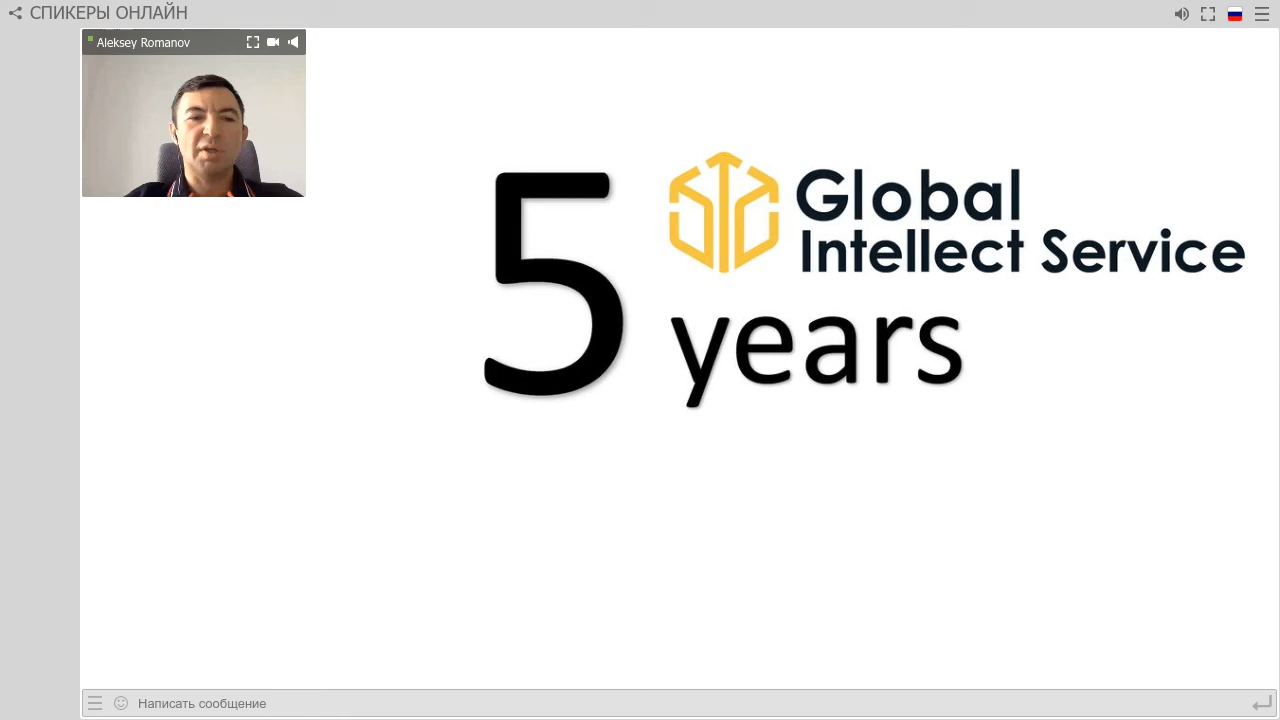 СПИКЕРЫ ОНЛАЙН
Aleksey Romanov
5
Global
Intellect Service
years
Написать сообщение